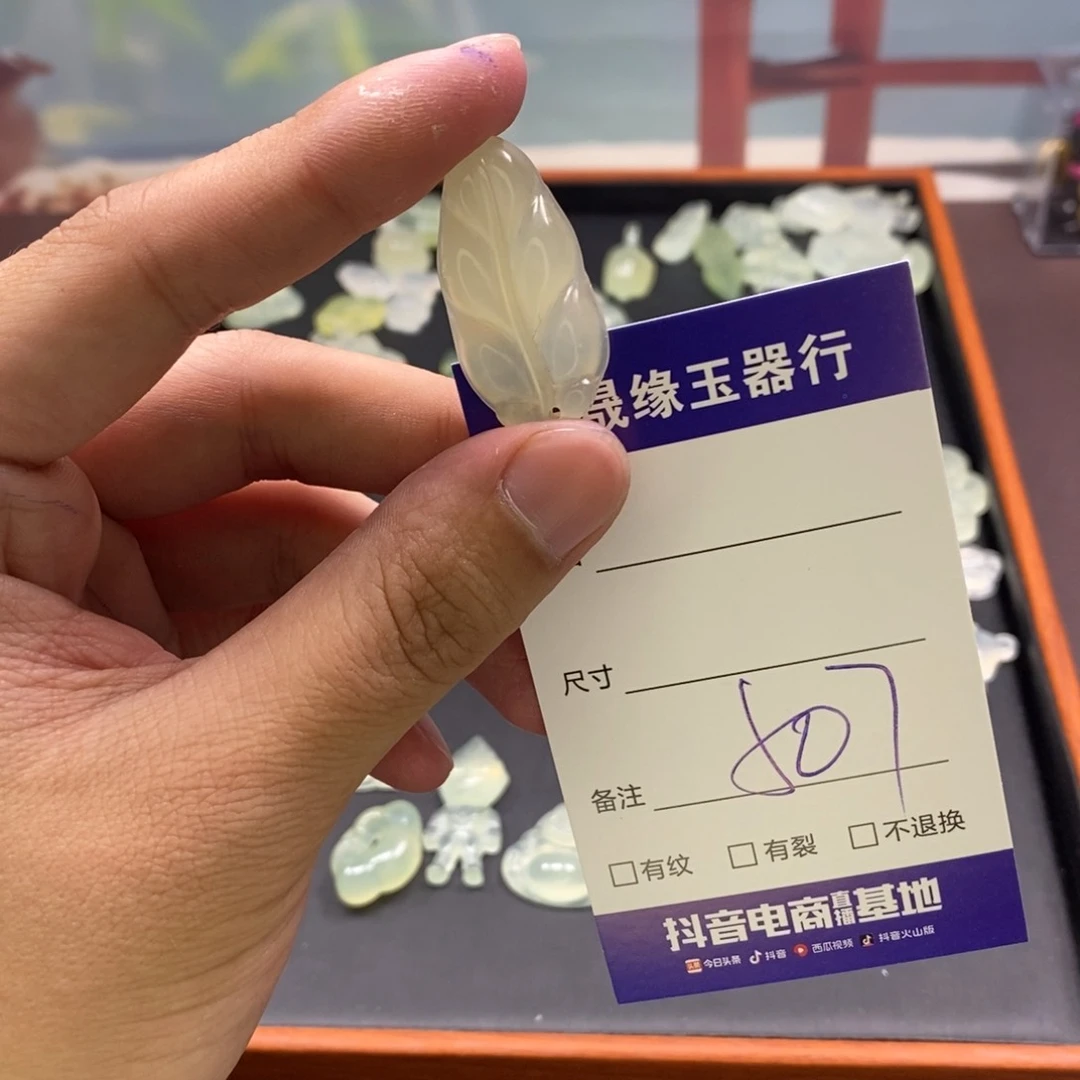 晟缘玉器行
尺寸
备注 807
有纹 有裂 不退换
抖音电商直播基地
今日头条 抖音 西瓜视频 抖音火山版